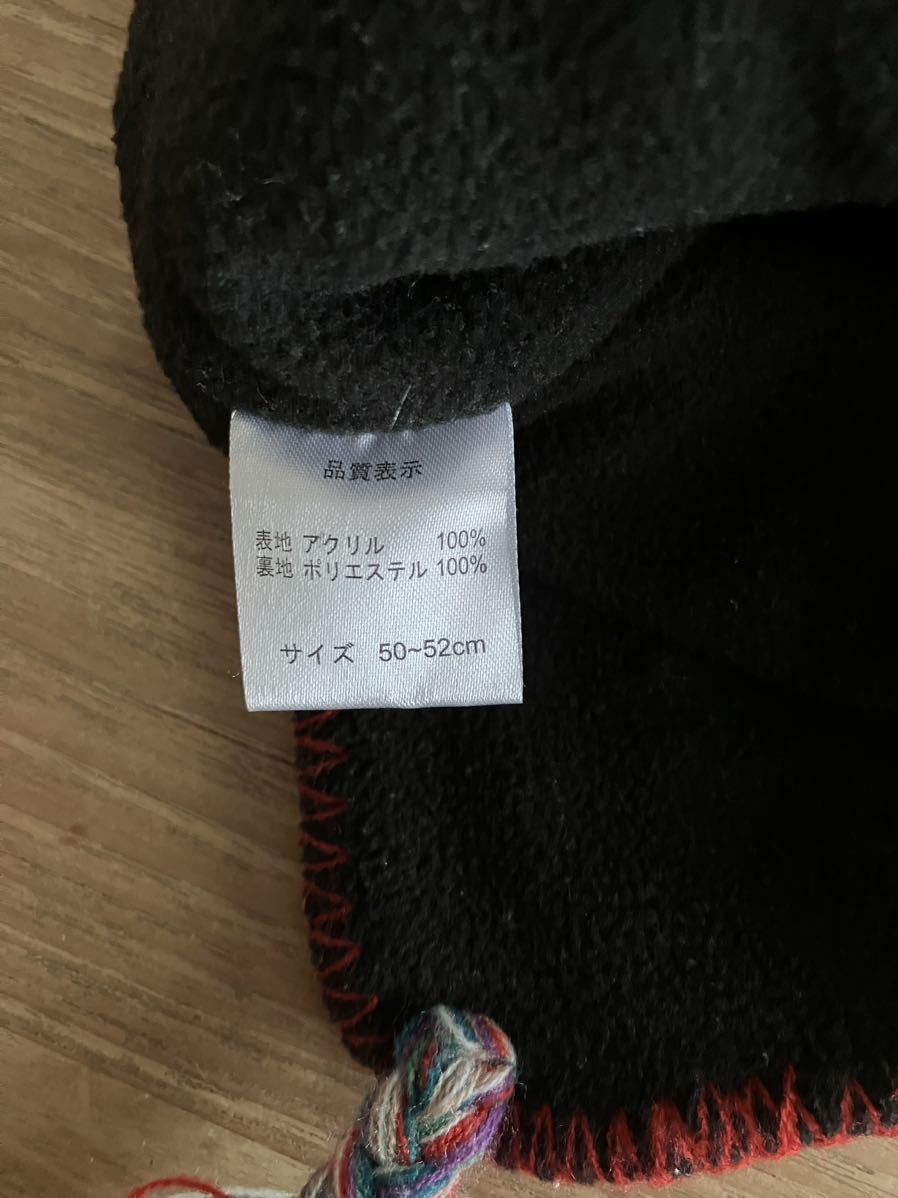 品質表示
表地 アクリル 100%
裏地 ポリエステル 100%
サイズ 50~52cm